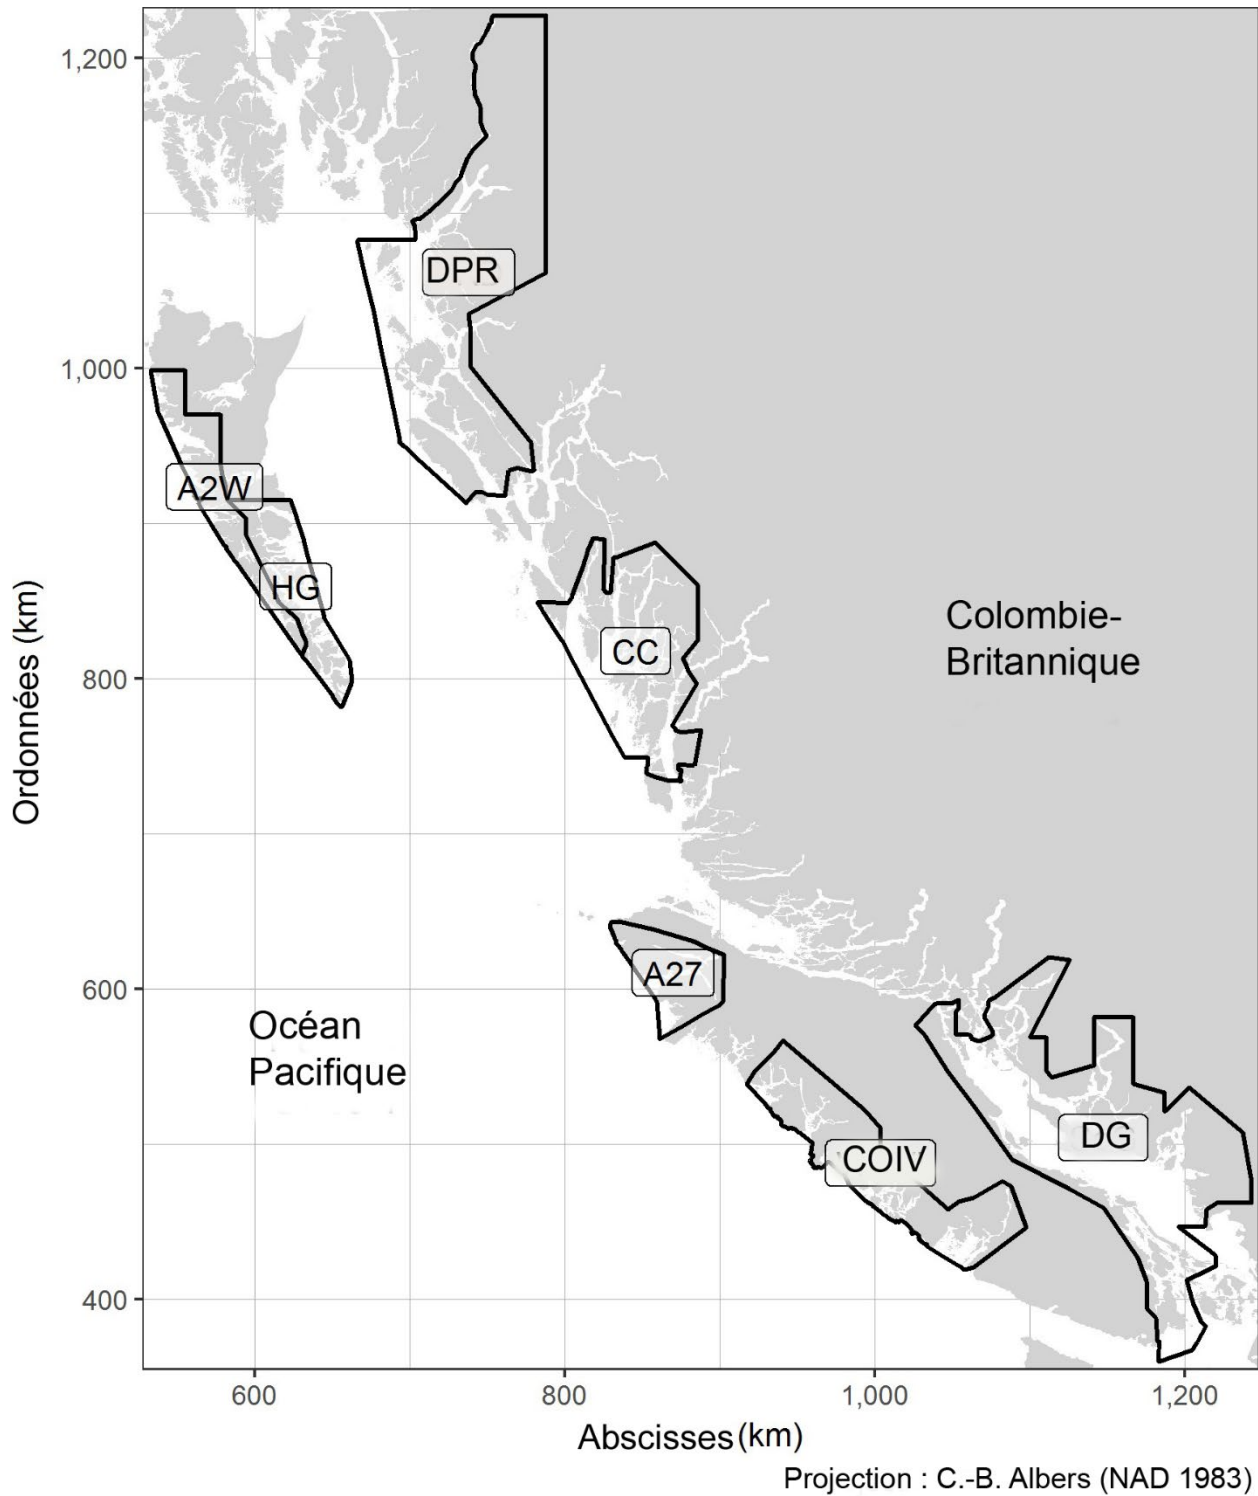 1,200
DPR
1,000
A2W
HG
CC
Colombie-
Britannique
800
A27
600
Océan
Pacifique
DG
COIV
400
Ordonnées (km)
600
800
1,000
1,200
Abscisses (km)
Projection : C.-B. Albers (NAD 1983)